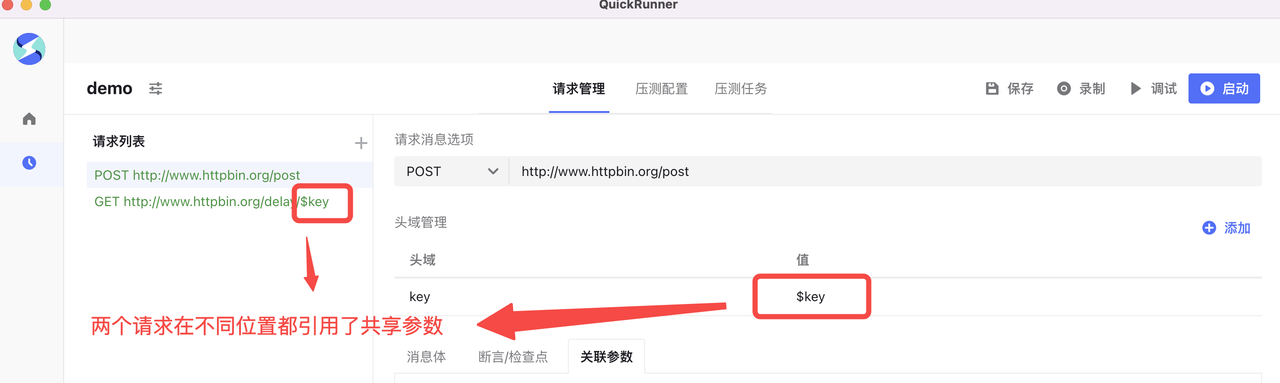 QuickRunner
demo
请求管理
压测配置
压测任务
保存
录制
调试
启动
请求列表
POST http://www.httpbin.org/post
GET http://www.httpbin.org/delay/$key
请求消息选项
POST
http://www.httpbin.org/post
头域管理
添加
头域
值
key
$key
两个请求在不同位置都引用了共享参数
消息体
断言/检查点
关联参数